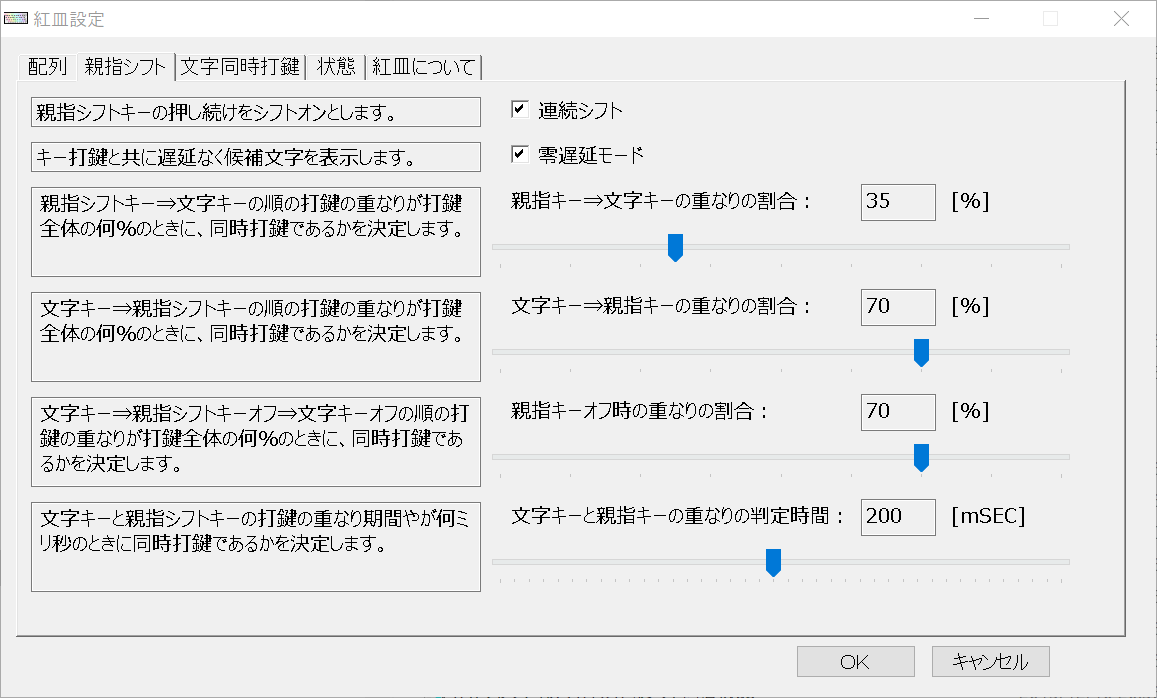 紅皿設定
配列 親指シフト 文字同時打鍵 状態 紅皿について
親指シフトキーの押し続けをシフトオンとします。
連続シフト
キー打鍵と共に遅延なく候補文字を表示します。
零遅延モード
親指シフトキー⇒文字キーの順の打鍵の重なりが打鍵
全体の何%のときに、同時打鍵であるかを決定します。
親指キー⇒文字キーの重なりの割合： 35 [%]
文字キー⇒親指シフトキーの順の打鍵の重なりが打鍵
全体の何%のときに、同時打鍵であるかを決定します。
文字キー⇒親指キーの重なりの割合： 70 [%]
文字キー⇒親指シフトキーオフ⇒文字キーオフの順の打
鍵の重なりが打鍵全体の何%のときに、同時打鍵であ
るかを決定します。
親指キーオフ時の重なりの割合： 70 [%]
文字キーと親指シフトキーの打鍵の重なり期間やが何ミ
リ秒のときに同時打鍵であるかを決定します。
文字キーと親指キーの重なりの判定時間： 200 [mSEC]
OK キャンセル